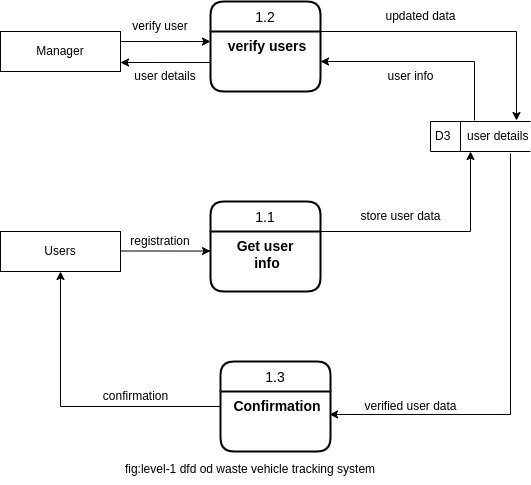 1.2
updated data
verify user
verify users
Manager
user details
user info
D3
user details
1.1
store user data
registration
Get user
info
Users
1.3
confirmation
Confirmation
verified user data
fig:level-1 dfd od waste vehicle tracking system